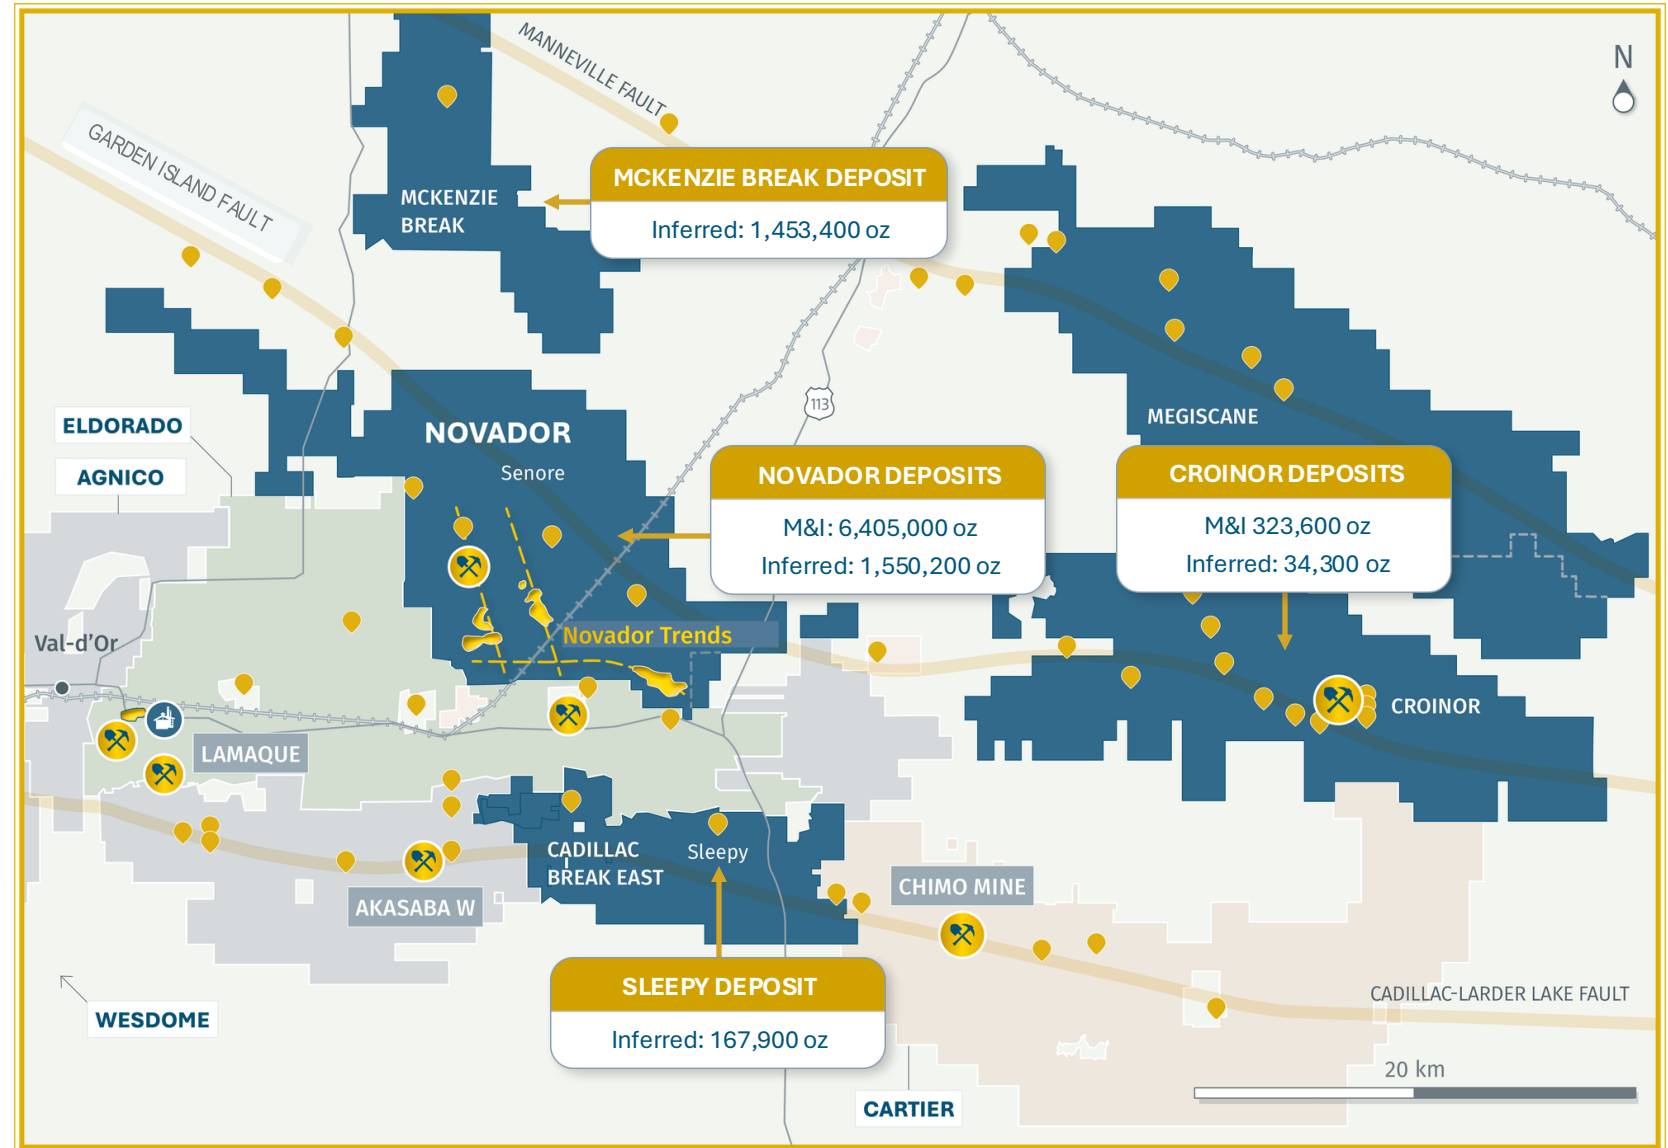 MANNEVILLE FAULT
N
GARDEN ISLAND FAULT
MCKENZIE
BREAK
MCKENZIE BREAK DEPOSIT
Inferred: 1,453,400 oz
113
MEGISCANE
ELDORADO
AGNICO
NOVADOR
Senore
NOVADOR DEPOSITS
M&I: 6,405,000 oz
Inferred: 1,550,200 oz
CROINOR DEPOSITS
M&I 323,600 oz
Inferred: 34,300 oz
Val-d'Or
Novador Trends
CROINOR
LAMAQUE
CADILLAC
BREAK EAST
Sleepy
AKASABA W
CHIMO MINE
SLEEPY DEPOSIT
Inferred: 167,900 oz
CADILLAC-LARDER LAKE FAULT
WESDOME
20 km
CARTIER